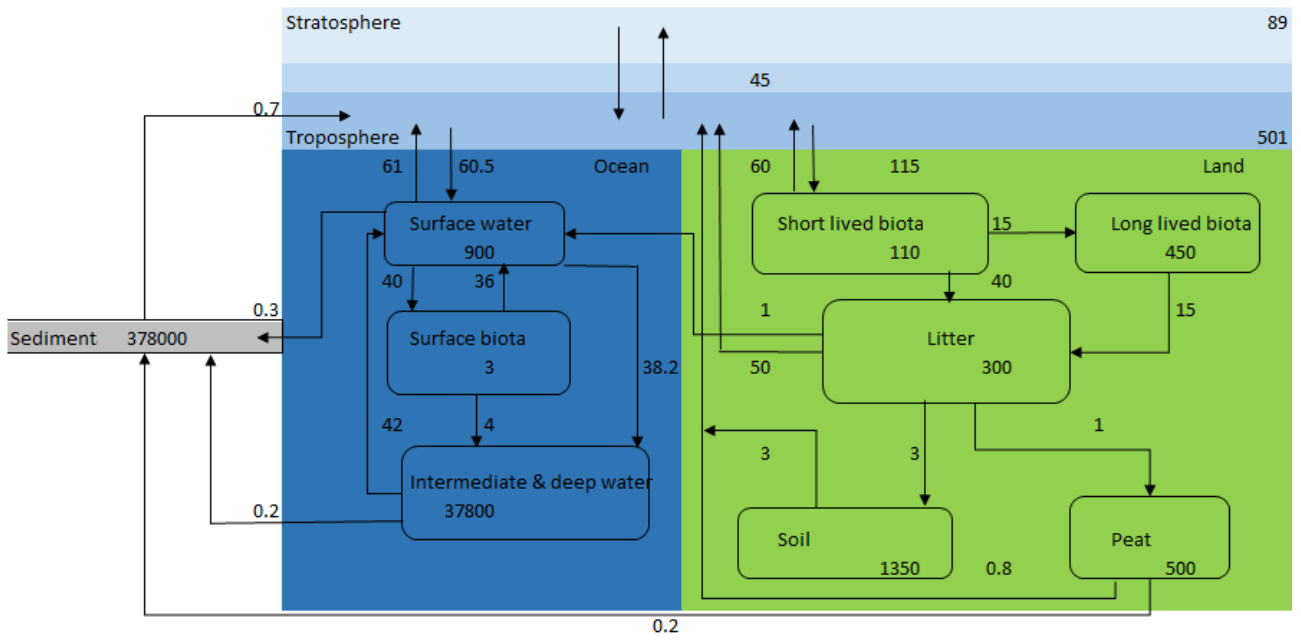 Stratosphere 89
45
0.7
Troposphere 501
61 60.5 Ocean 60 115 Land
Surface water
900
Short lived biota
110
15
Long lived biota
450
40 36 40
0.3 1 15
Sediment 378000
Surface biota
3
Litter
300
38.2 50
42 4 1
3 3
Intermediate & deep water
37800
0.2
Soil
1350
0.8
Peat
500
0.2